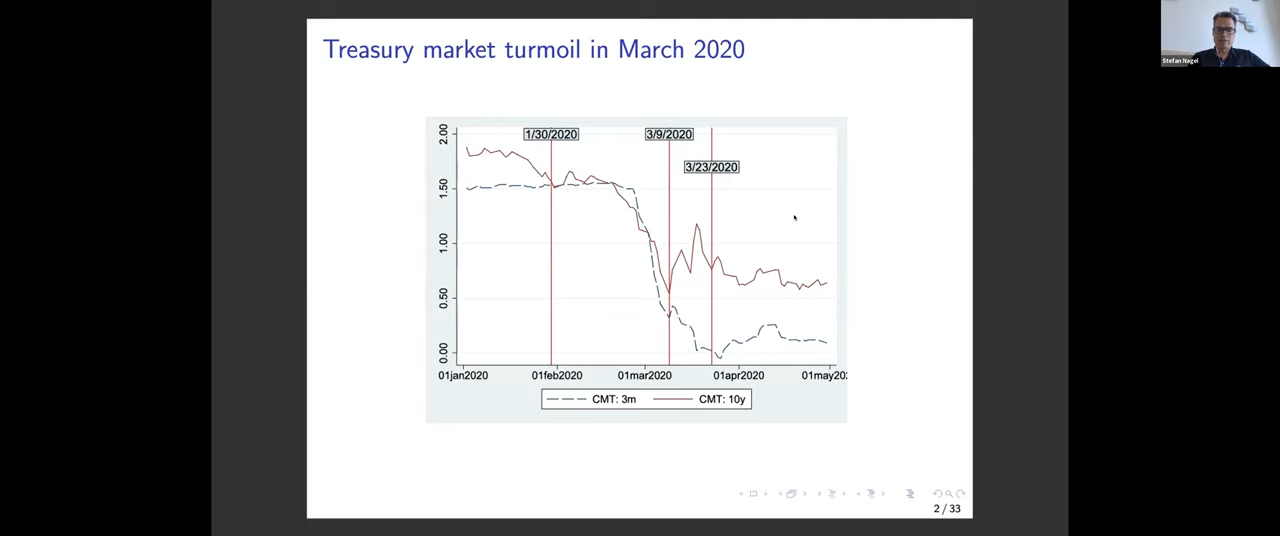 Treasury market turmoil in March 2020
Stefan Nagel
1/30/2020
3/9/2020
3/23/2020
2.00
1.50
1.00
0.50
0.00
01jan2020
01feb2020
01mar2020
01apr2020
01may202
CMT: 3m
CMT: 10y
2 / 33